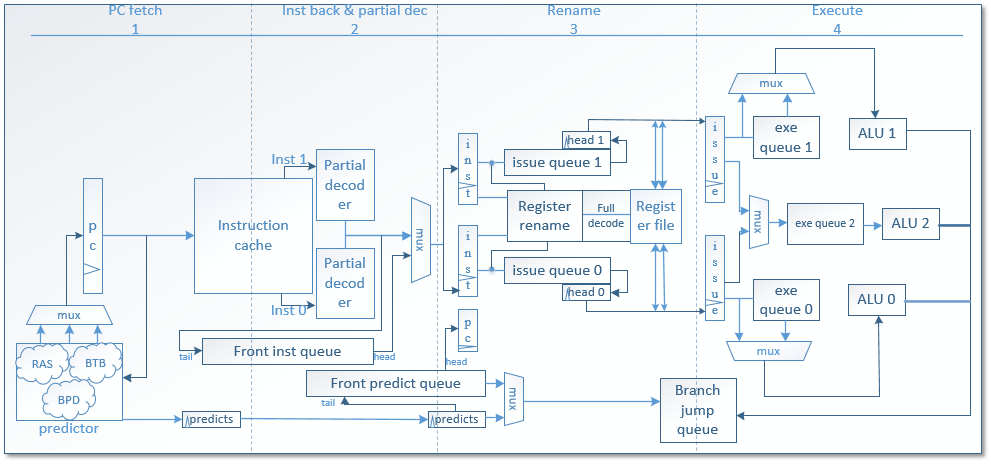 PC fetch
1
Inst back & partial dec
2
Rename
3
Execute
4
mux
exe
queue 1
ALU 1
i
s
s
u
e
head 1
issue queue 1
i
n
s
t
Inst 1
Partial
decod
er
p
c
Instruction
cache
mux
Register
rename
Full
decode
Regist
er file
mux
exe queue 2
ALU 2
Partial
decod
er
i
n
s
t
issue queue 0
head 0
i
s
s
u
e
exe
queue 0
ALU 0
Inst 0
mux
p
c
mux
tail
Front inst queue
head
head
RAS
BTB
BPD
predictor
Front predict queue
tail
mux
predicts
predicts
Branch
jump
queue